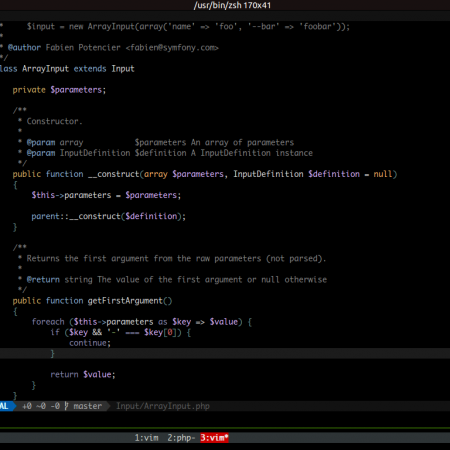 /usr/bin/zsh 170x41
*     $input = new ArrayInput(array('name' => 'foo', '--bar' => 'foobar'));
*
* @author Fabien Potencier <fabien@symfony.com>
*/
lass ArrayInput extends Input
private $parameters;
/**
* Constructor.
*
* @param array           $parameters An array of parameters
* @param InputDefinition $definition A InputDefinition instance
*/
public function __construct(array $parameters, InputDefinition $definition = null)
{
$this->parameters = $parameters;
parent::__construct($definition);
}
/**
* Returns the first argument from the raw parameters (not parsed).
*
* @return string The value of the first argument or null otherwise
*/
public function getFirstArgument()
{
foreach ($this->parameters as $key => $value) {
if ($key && '-' === $key[0]) {
continue;
}
return $value;
}
}
AL +0 ~0 -0 master Input/ArrayInput.php
1:vim 2:php- 3:vim*